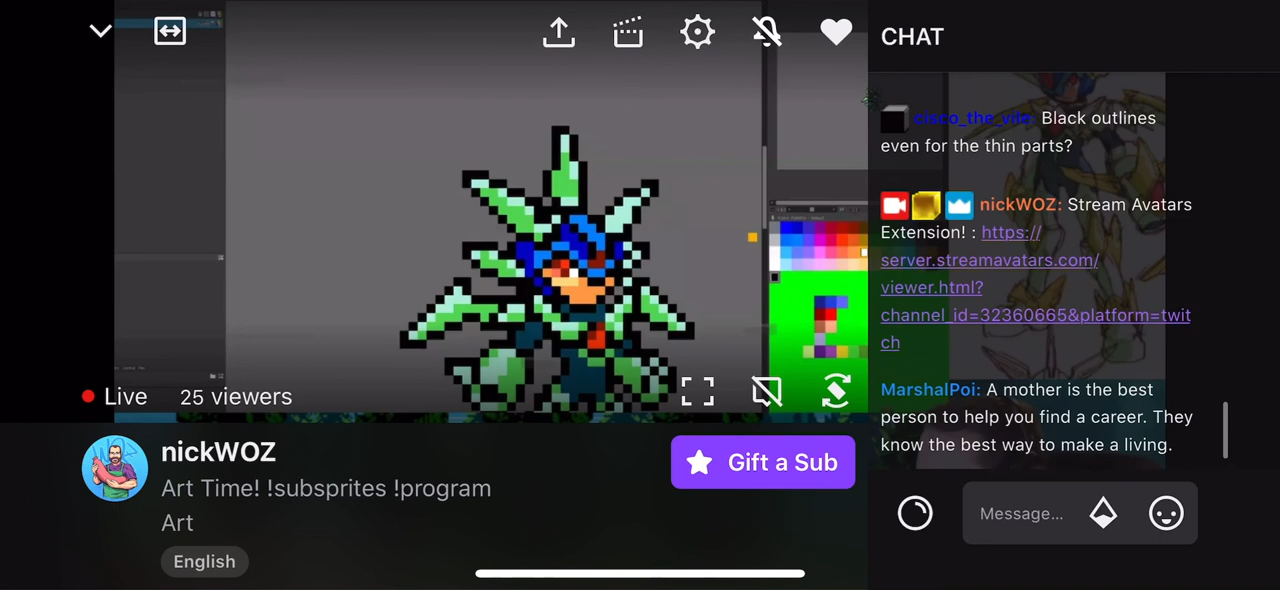 CHAT
cisco_the_vile: Black outlines
even for the thin parts?
nickWOZ: Stream Avatars
Extension! : https://
server.streamavatars.com/
viewer.html?
channel_id=32360665&platform=twit
ch
MarshalPoi: A mother is the best
person to help you find a career. They
know the best way to make a living.
Message...
Live 25 viewers
nickWOZ
Art Time! !subsprites !program
Art
English
Gift a Sub